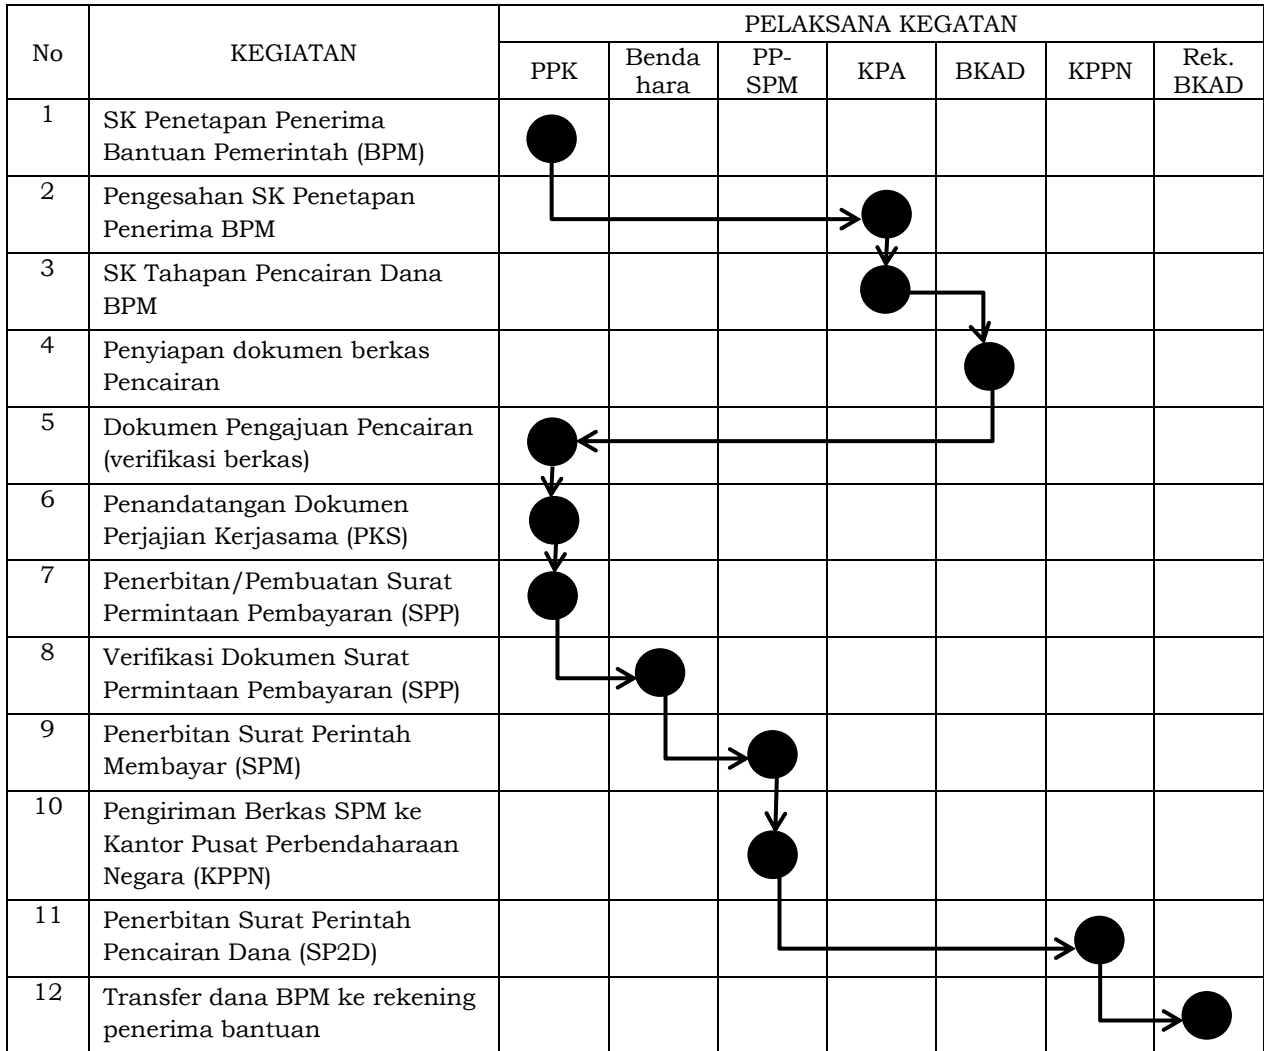 No
KEGIATAN
PELAKSANA KEGATAN
PPK
Benda
hara
PP-
SPM
KPA
BKAD
KPPN
Rek.
BKAD
1
SK Penetapan Penerima
Bantuan Pemerintah (BPM)
2
Pengesahan SK Penetapan
Penerima BPM
3
SK Tahapan Pencairan Dana
BPM
4
Penyiapan dokumen berkas
Pencairan
5
Dokumen Pengajuan Pencairan
(verifikasi berkas)
6
Penandatangan Dokumen
Perjajian Kerjasama (PKS)
7
Penerbitan/Pembuatan Surat
Permintaan Pembayaran (SPP)
8
Verifikasi Dokumen Surat
Permintaan Pembayaran (SPP)
9
Penerbitan Surat Perintah
Membayar (SPM)
10
Pengiriman Berkas SPM ke
Kantor Pusat Perbendaharaan
Negara (KPPN)
11
Penerbitan Surat Perintah
Pencairan Dana (SP2D)
12
Transfer dana BPM ke rekening
penerima bantuan